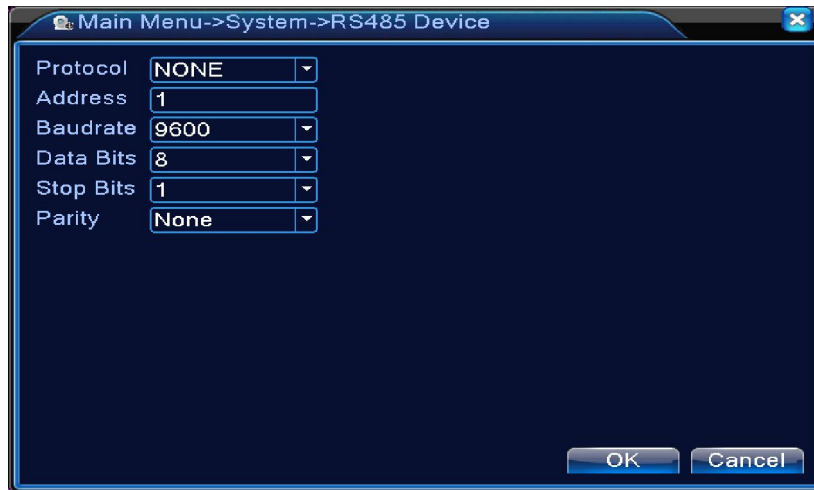 Main Menu->System->RS485 Device
Protocol NONE
Address 1
Baudrate 9600
Data Bits 8
Stop Bits 1
Parity None
OK Cancel